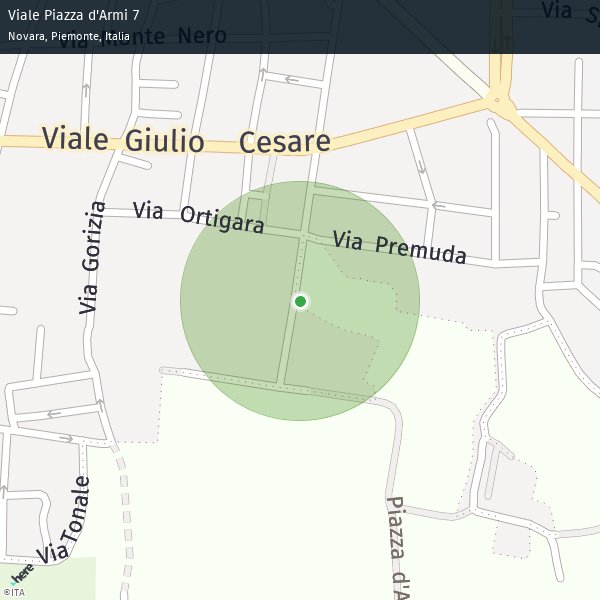 Viale Piazza d'Armi 7
Novara, Piemonte, Italia
Via Monte Nero
Via
Viale Giulio Cesare
Via Ortigara
Via Premuda
Via Gorizia
Via Tonale
Piazza d'A
here
©ITA